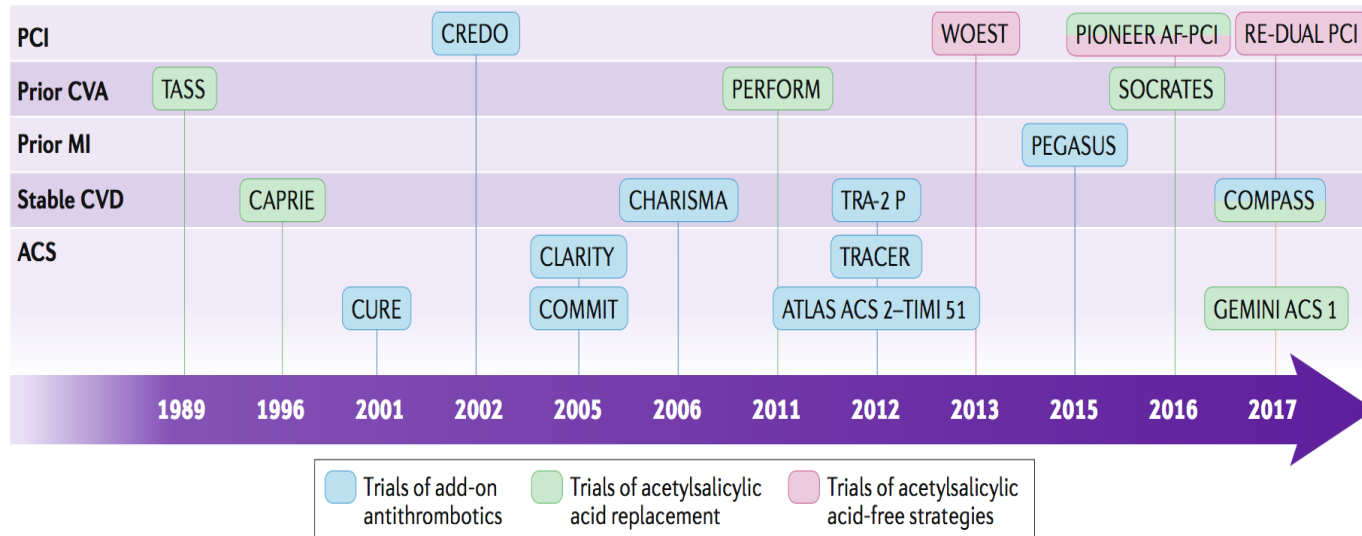 PCI
CREDO
WOEST
PIONEER AF-PCI
RE-DUAL PCI
Prior CVA
TASS
PERFORM
SOCRATES
Prior MI
PEGASUS
Stable CVD
CAPRIE
CHARISMA
TRA-2 P
COMPASS
ACS
CLARITY
TRACER
CURE
COMMIT
ATLAS ACS 2–TIMI 51
GEMINI ACS 1
1989 1996 2001 2002 2005 2006 2011 2012 2013 2015 2016 2017
Trials of add-on
antithrombotics
Trials of acetylsalicylic
acid replacement
Trials of acetylsalicylic
acid-free strategies